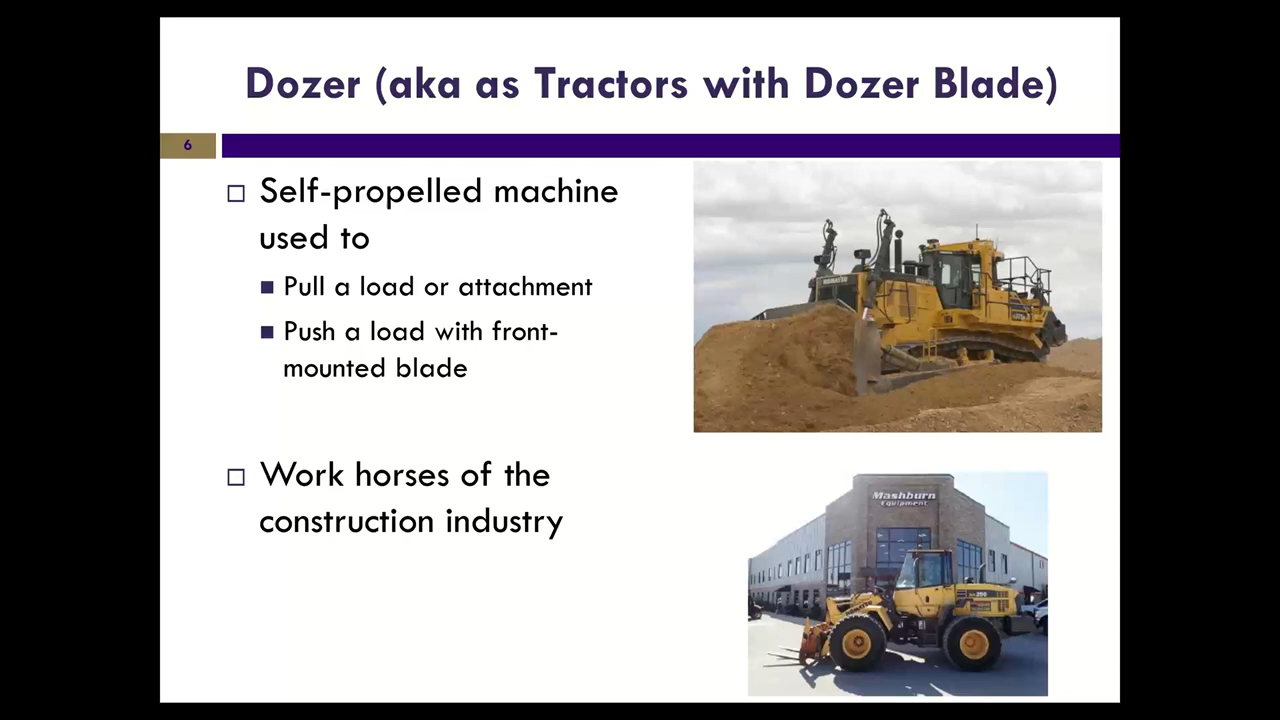 Dozer (aka as Tractors with Dozer Blade)
6
Self-propelled machine
used to
Pull a load or attachment
Push a load with front-
mounted blade
Work horses of the
construction industry
KOMATSU
Mashburn
Equipment